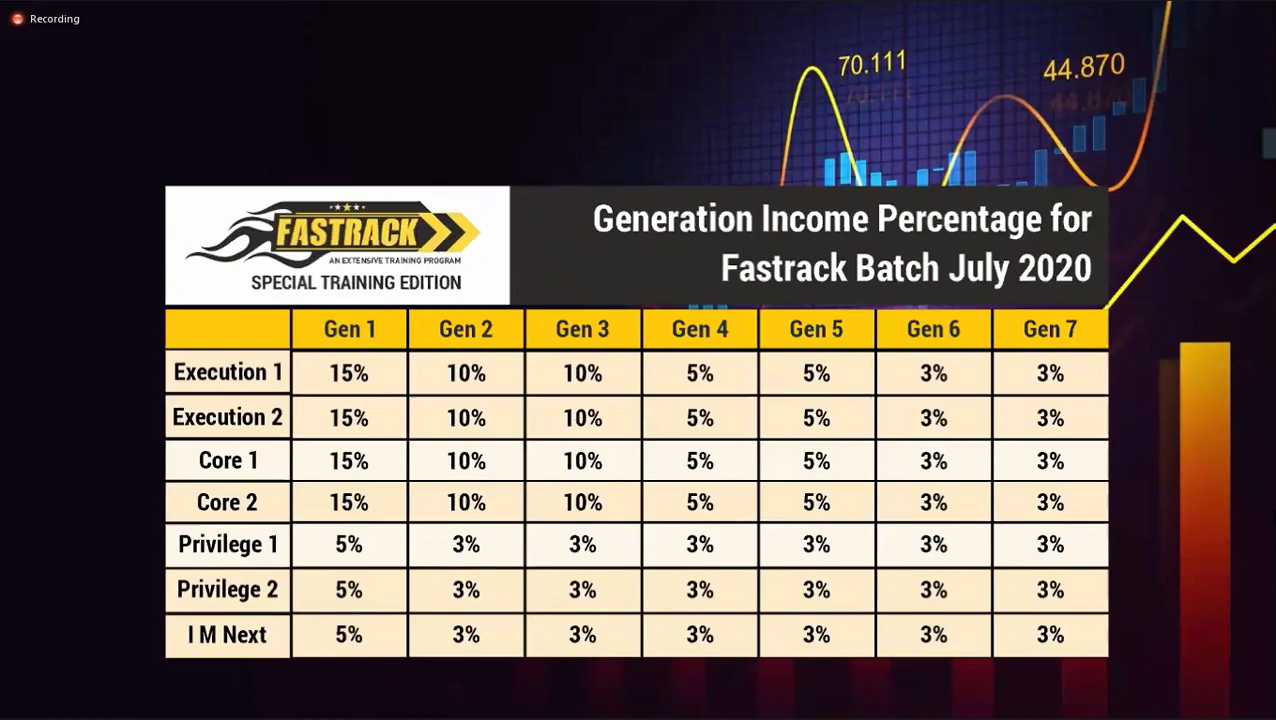 Recording
70.111
44.870
FASTRACK
AN EXTENSIVE TRAINING PROGRAM
SPECIAL TRAINING EDITION
Generation Income Percentage for
Fastrack Batch July 2020
Gen 1 Gen 2 Gen 3 Gen 4 Gen 5 Gen 6 Gen 7
Execution 1 15% 10% 10% 5% 5% 3% 3%
Execution 2 15% 10% 10% 5% 5% 3% 3%
Core 1 15% 10% 10% 5% 5% 3% 3%
Core 2 15% 10% 10% 5% 5% 3% 3%
Privilege 1 5% 3% 3% 3% 3% 3% 3%
Privilege 2 5% 3% 3% 3% 3% 3% 3%
I M Next 5% 3% 3% 3% 3% 3% 3%